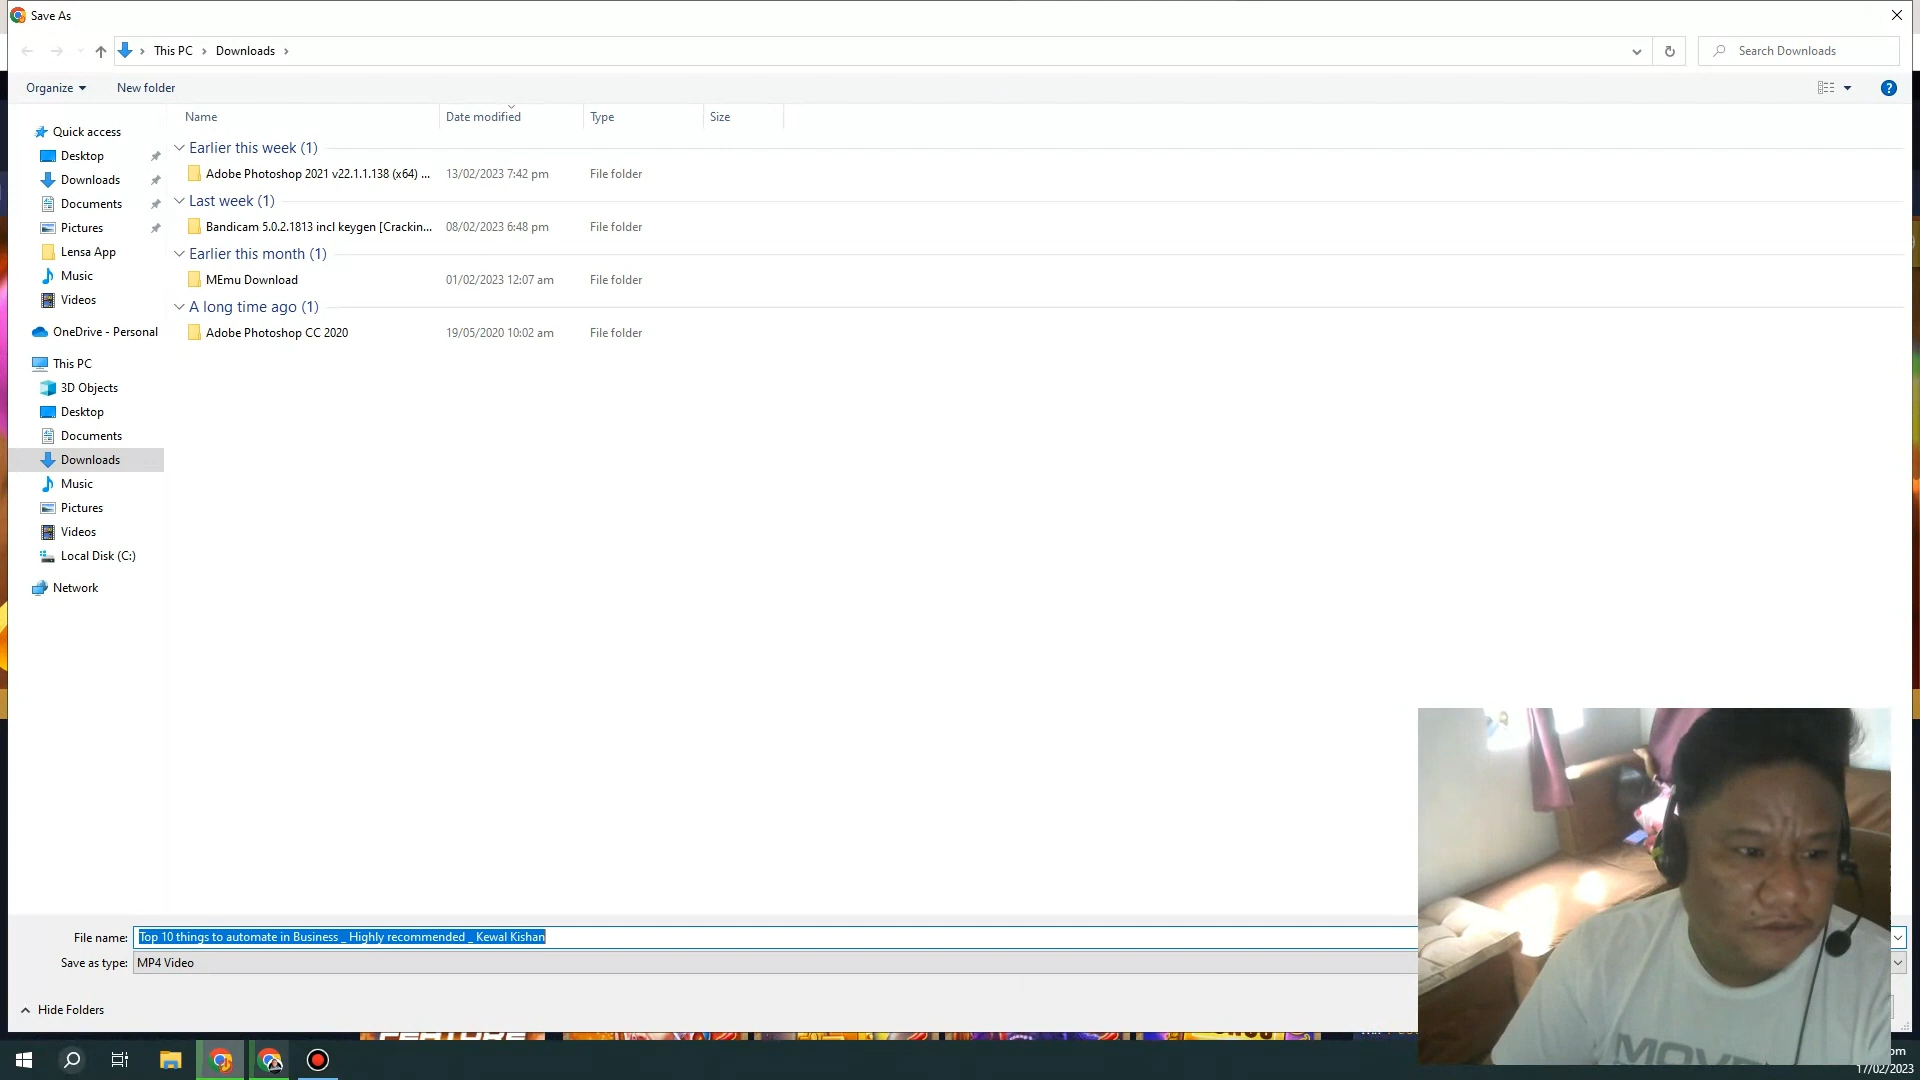 Save As
This PC > Downloads >
Search Downloads
Organize
New folder
Name
Date modified
Type
Size
Quick access
Desktop
Downloads
Documents
Pictures
Lensa App
Music
Videos
OneDrive - Personal
This PC
3D Objects
Desktop
Documents
Downloads
Music
Pictures
Videos
Local Disk (C:)
Network
Earlier this week (1)
Adobe Photoshop 2021 v22.1.1.138 (x64) ... 13/02/2023 7:42 pm File folder
Last week (1)
Bandicam 5.0.2.1813 incl keygen [Crackin... 08/02/2023 6:48 pm File folder
Earlier this month (1)
MEmu Download 01/02/2023 12:07 am File folder
A long time ago (1)
Adobe Photoshop CC 2020 19/05/2020 10:02 am File folder
File name: Top 10 things to automate in Business _ Highly recommended _ Kewal Kishan
Save as type: MP4 Video
Hide Folders
FEATURE
MOVE
pm
17/02/2023